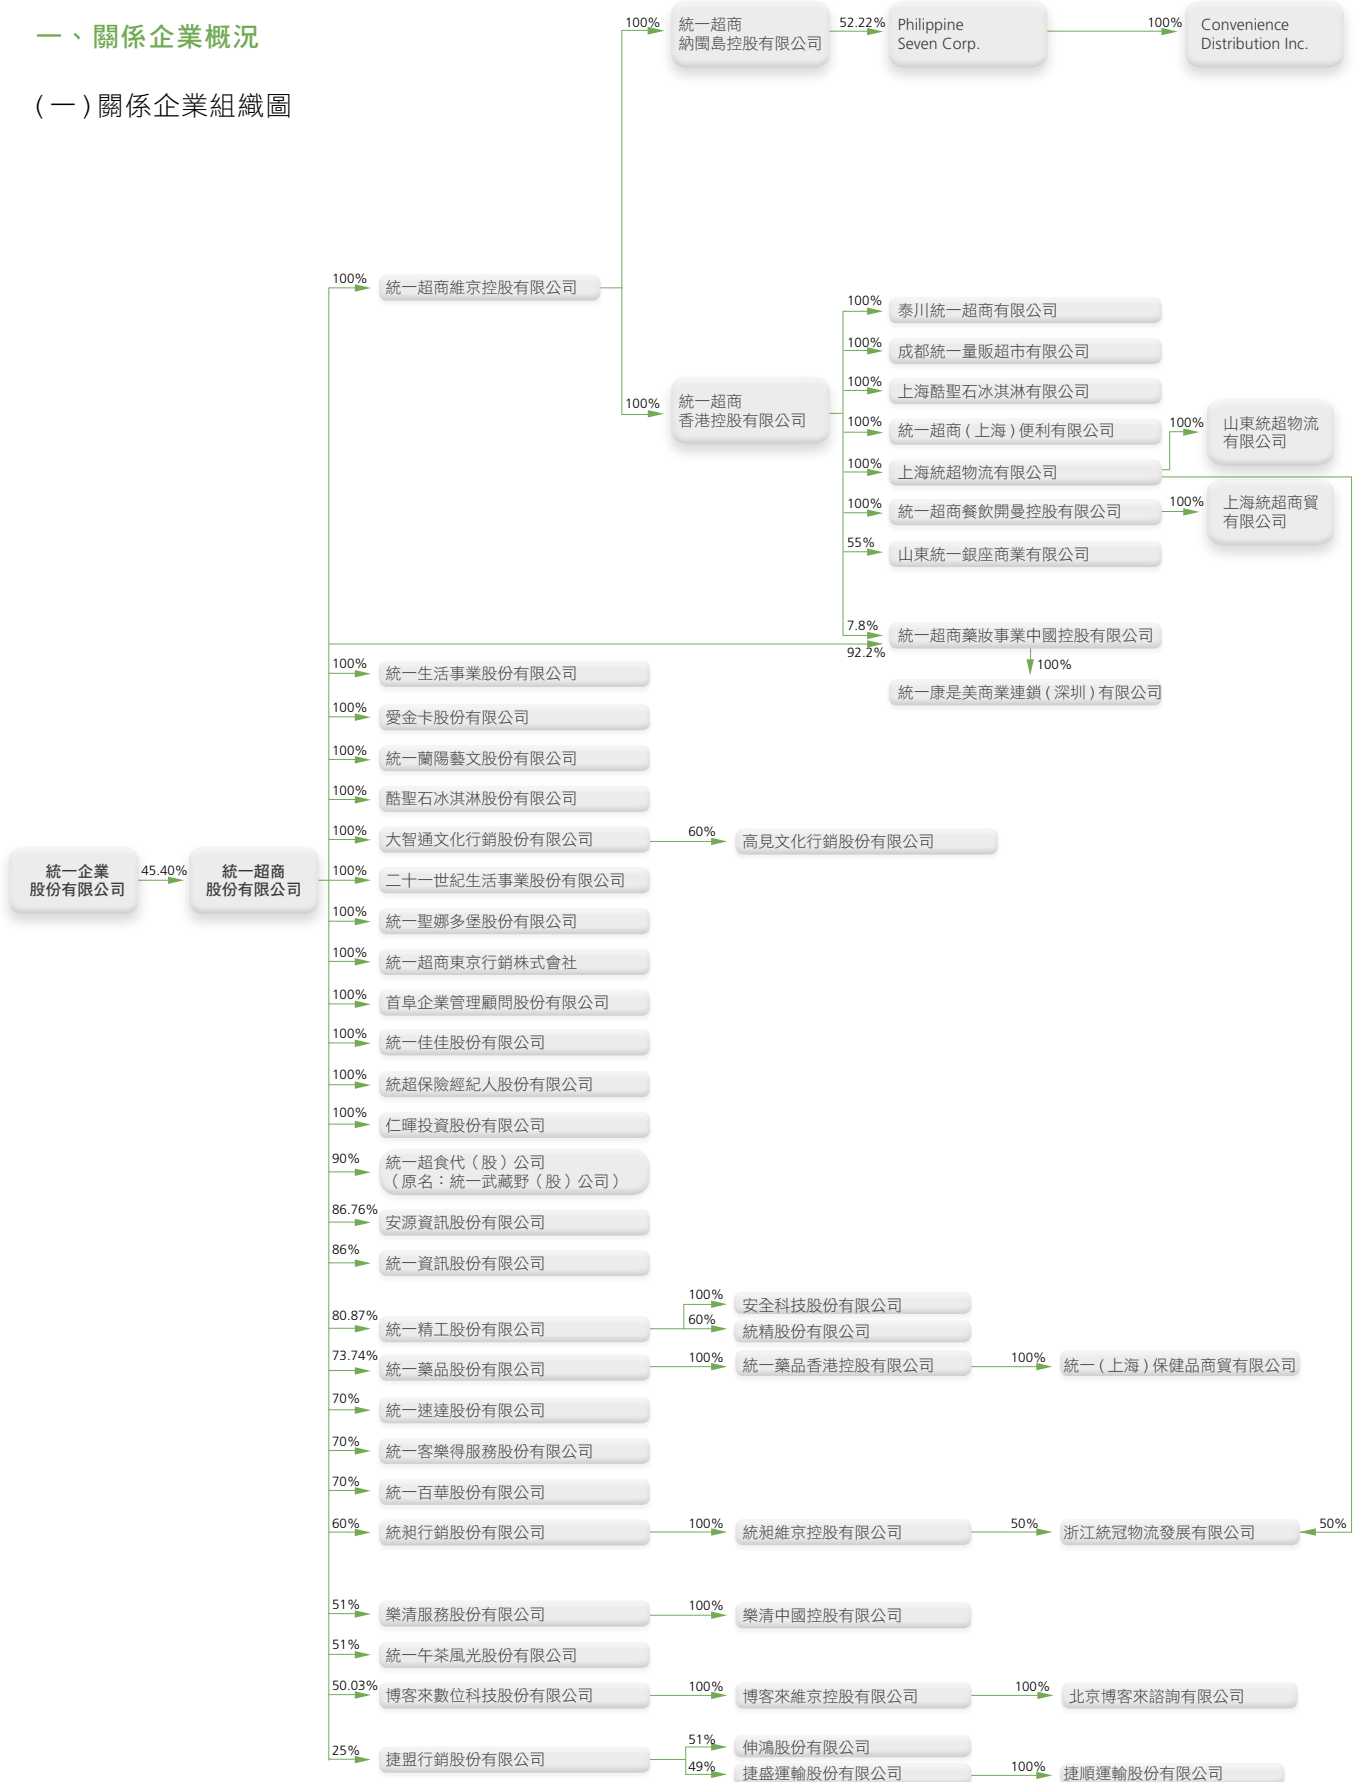 一、關係企業概況
(一)關係企業組織圖
100%
統一超商
納閩島控股有限公司
52.22%
Philippine
Seven Corp.
100%
Convenience
Distribution Inc.
100%
統一超商維京控股有限公司
100%
統一超商
香港控股有限公司
100%
泰川統一超商有限公司
100%
成都統一量販超市有限公司
100%
上海酷聖石冰淇淋有限公司
100%
統一超商(上海)便利有限公司
100%
上海統超物流有限公司
100%
山東統超物流
有限公司
100%
統一超商餐飲開曼控股有限公司
100%
上海統超商貿
有限公司
55%
山東統一銀座商業有限公司
7.8%
92.2%
統一超商藥妝事業中國控股有限公司
100%
統一康是美商業連鎖(深圳)有限公司
統一企業
股份有限公司
45.40%
統一超商
股份有限公司
100%
統一生活事業股份有限公司
100%
愛金卡股份有限公司
100%
統一蘭陽藝文股份有限公司
100%
酷聖石冰淇淋股份有限公司
100%
大智通文化行銷股份有限公司
60%
高見文化行銷股份有限公司
100%
二十一世紀生活事業股份有限公司
100%
統一聖娜多堡股份有限公司
100%
統一超商東京行銷株式會社
100%
首阜企業管理顧問股份有限公司
100%
統一佳佳股份有限公司
100%
統超保險經紀人股份有限公司
100%
仁暉投資股份有限公司
90%
統一超食代（股）公司
（原名：統一武藏野（股）公司）
86.76%
安源資訊股份有限公司
86%
統一資訊股份有限公司
80.87%
統一精工股份有限公司
100%
安全科技股份有限公司
60%
統精股份有限公司
73.74%
統一藥品股份有限公司
100%
統一藥品香港控股有限公司
100%
統一(上海)保健品商貿有限公司
70%
統一速達股份有限公司
70%
統一客樂得服務股份有限公司
70%
統一百華股份有限公司
60%
統昶行銷股份有限公司
100%
統昶維京控股有限公司
50%
浙江統冠物流發展有限公司
50%
51%
樂清服務股份有限公司
100%
樂清中國控股有限公司
51%
統一午茶風光股份有限公司
50.03%
博客來數位科技股份有限公司
100%
博客來維京控股有限公司
100%
北京博客來諮詢有限公司
25%
捷盟行銷股份有限公司
51%
伸鴻股份有限公司
49%
捷盛運輸股份有限公司
100%
捷順運輸股份有限公司